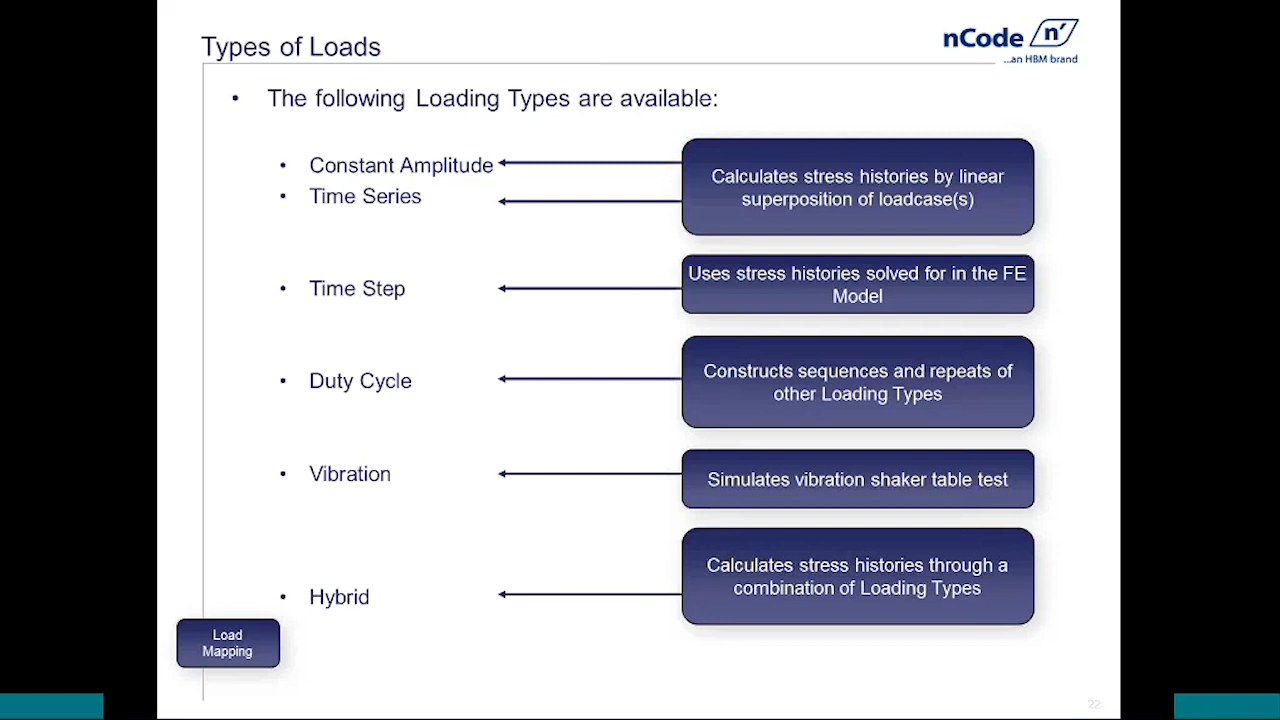 Types of Loads
nCode n'
...an HBM brand
• The following Loading Types are available:
• Constant Amplitude
• Time Series
Calculates stress histories by linear
superposition of loadcase(s)
• Time Step
Uses stress histories solved for in the FE
Model
• Duty Cycle
Constructs sequences and repeats of
other Loading Types
• Vibration
Simulates vibration shaker table test
• Hybrid
Calculates stress histories through a
combination of Loading Types
Load
Mapping
22